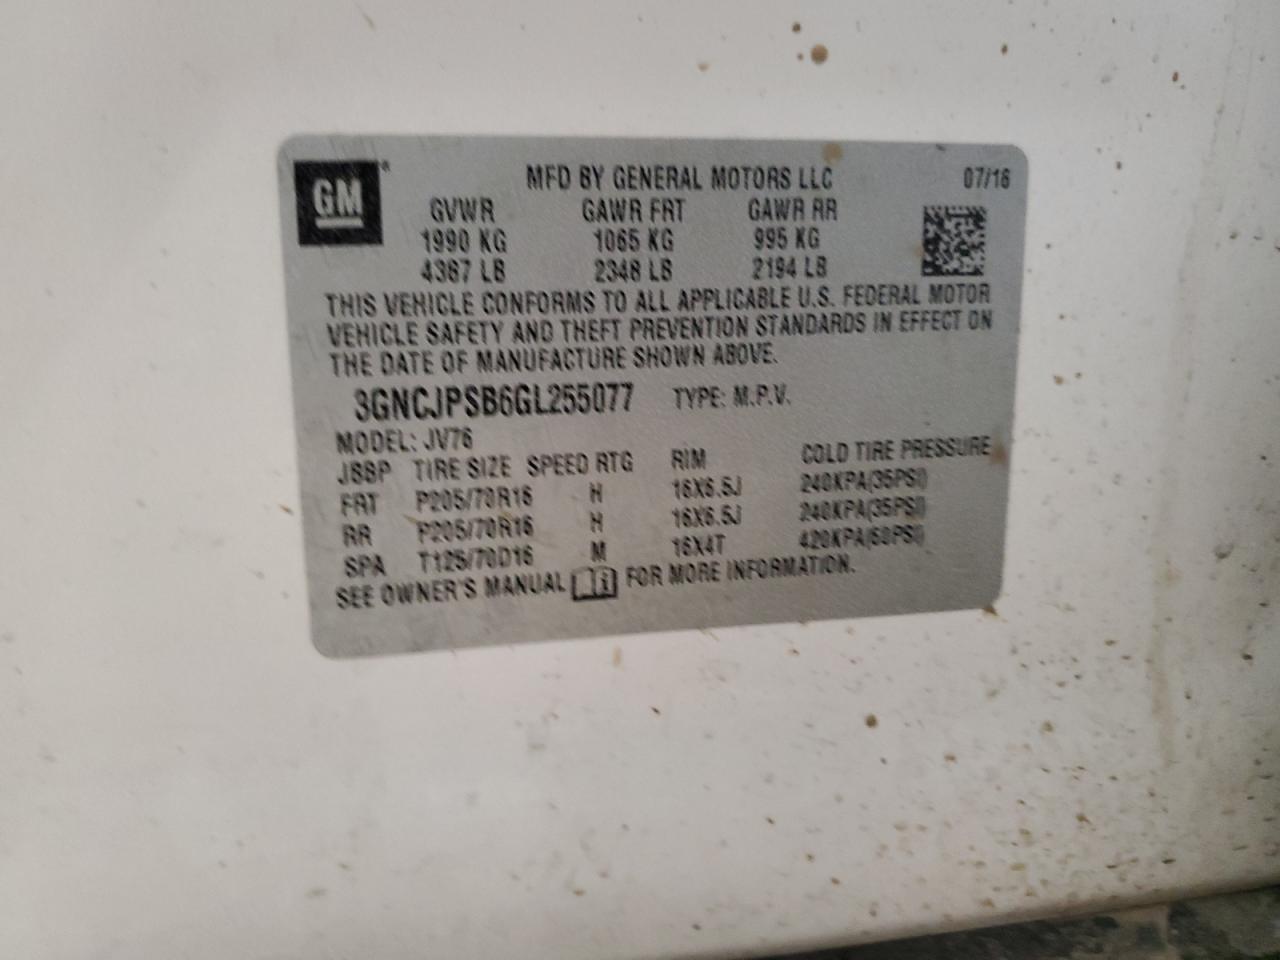 GM
MFD BY GENERAL MOTORS LLC 07/16
GVWR GAWR FRT GAWR RR
1990 KG 1065 KG 995 KG
4387 LB 2348 LB 2194 LB
THIS VEHICLE CONFORMS TO ALL APPLICABLE U.S. FEDERAL MOTOR
VEHICLE SAFETY AND THEFT PREVENTION STANDARDS IN EFFECT ON
THE DATE OF MANUFACTURE SHOWN ABOVE.
3GNCJPSB6GL255077 TYPE: M.P.V.
MODEL: JV76
JBBP TIRE SIZE SPEED RTG RIM COLD TIRE PRESSURE
FRT P205/70R16 H 16X6.5J 240KPA(35PSI)
RR P205/70R16 H 16X6.5J 240KPA(35PSI)
SPA T125/70D16 M 16X4T 420KPA(60PSI)
SEE OWNER'S MANUAL FOR MORE INFORMATION.